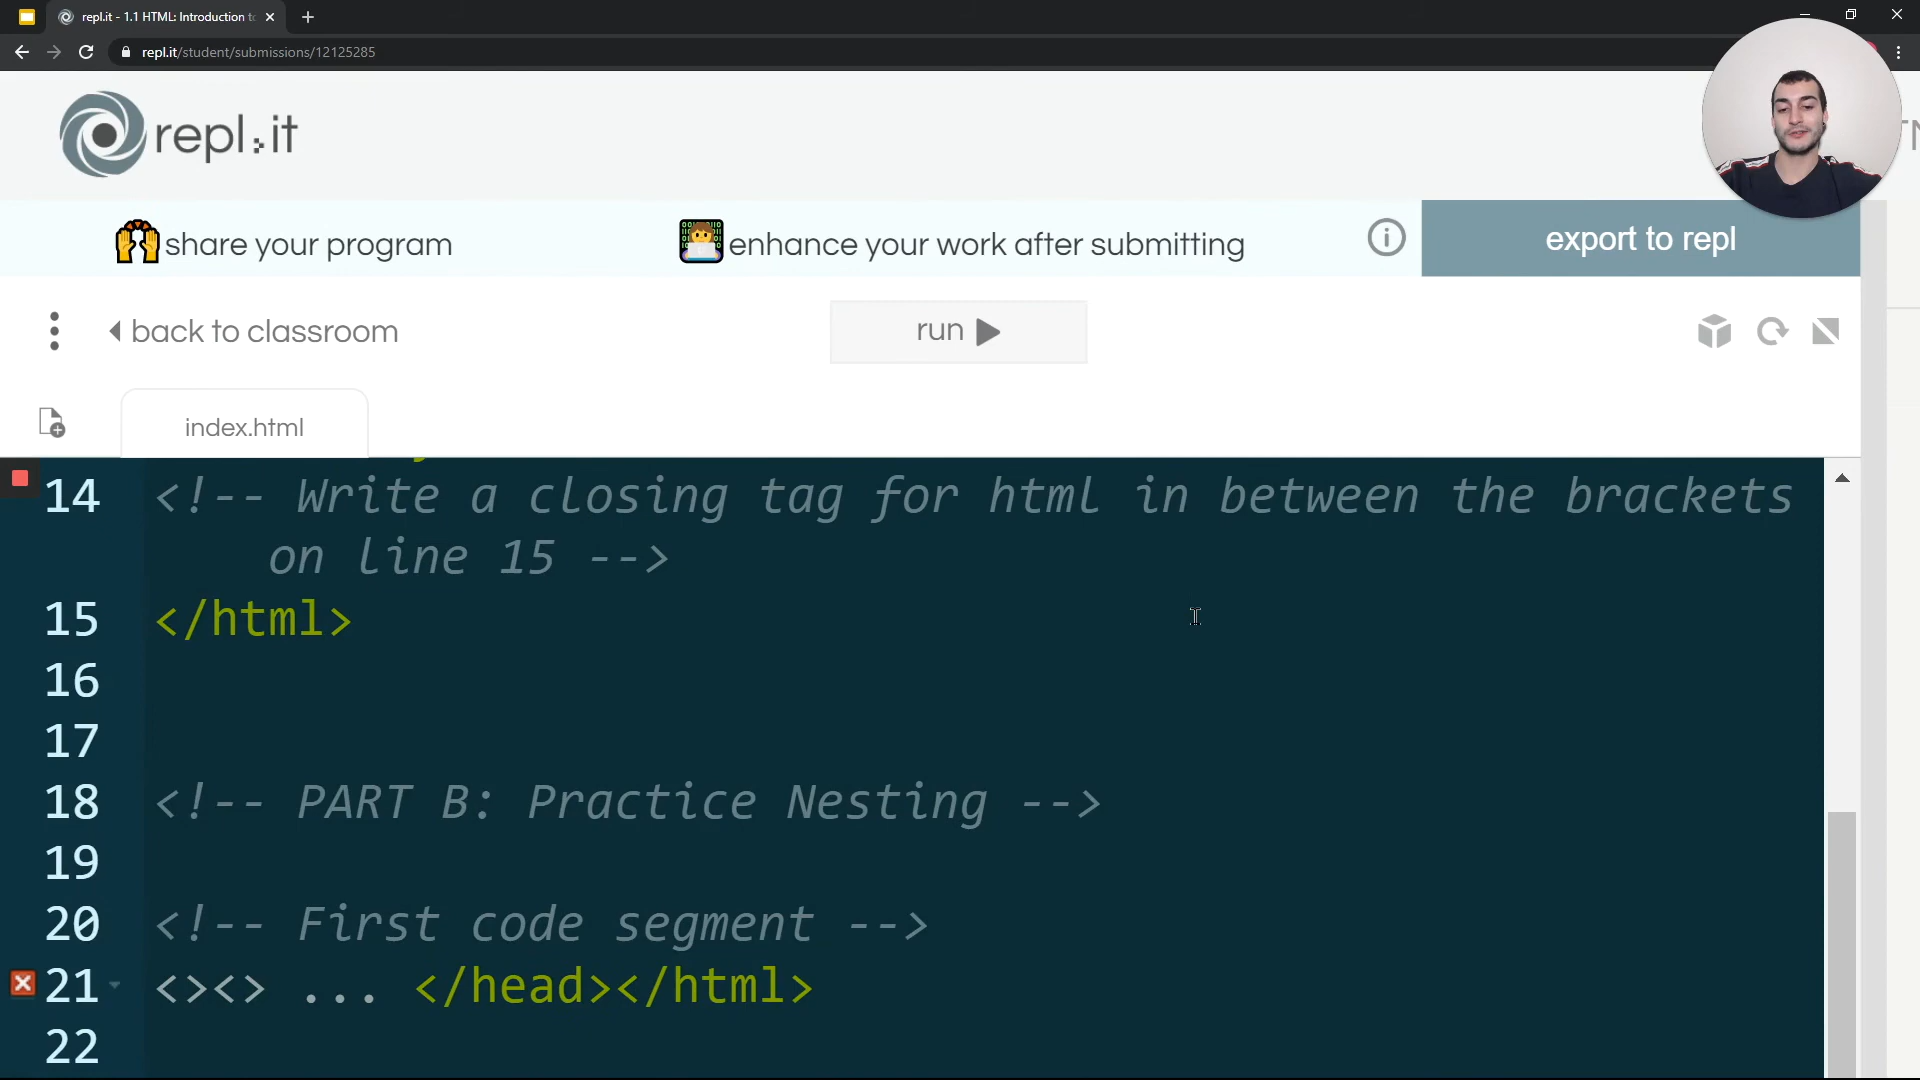 repl.it - 1.1 HTML: Introduction to
repl.it/student/submissions/12125285
repl.it
share your program
enhance your work after submitting
export to repl
back to classroom
run
index.html
14 <!-- Write a closing tag for html in between the brackets
on line 15 -->
15 </html>
16
17
18 <!-- PART B: Practice Nesting -->
19
20 <!-- First code segment -->
21 <><> ... </head></html>
22